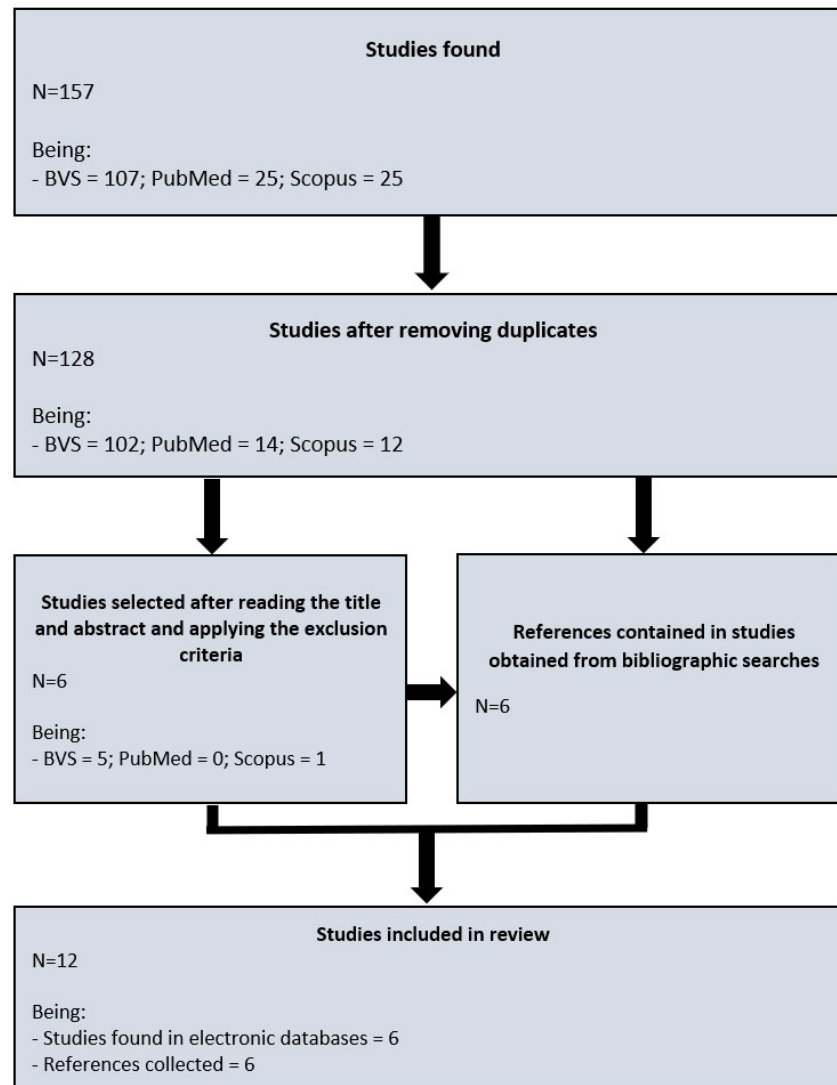 Studies found
N=157
Being:
- BVS = 107; PubMed = 25; Scopus = 25
Studies after removing duplicates
N=128
Being:
- BVS = 102; PubMed = 14; Scopus = 12
Studies selected after reading the title
and abstract and applying the exclusion
criteria
N=6
Being:
- BVS = 5; PubMed = 0; Scopus = 1
References contained in studies
obtained from bibliographic searches
N=6
Studies included in review
N=12
Being:
- Studies found in electronic databases = 6
- References collected = 6